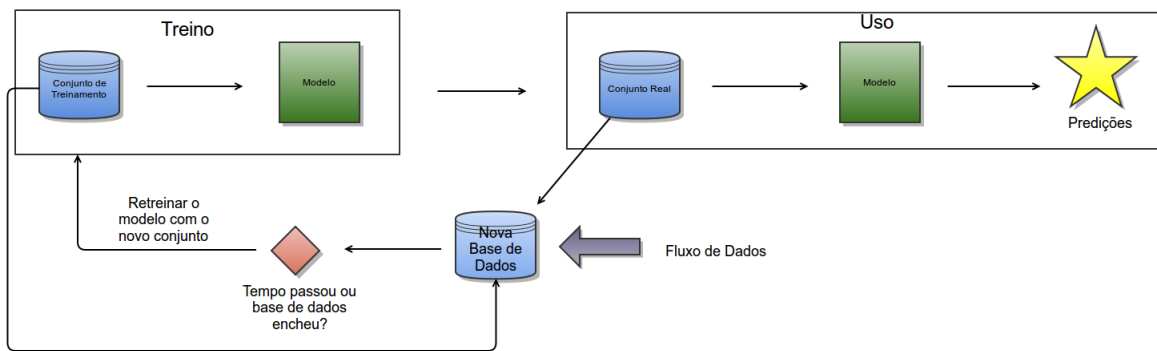 Treino
Conjunto de
Treinamento
Modelo
Uso
Conjunto Real
Modelo
Predições
Retreinar o
modelo com o
novo conjunto
Tempo passou ou
base de dados
encheu?
Nova
Base de
Dados
Fluxo de Dados